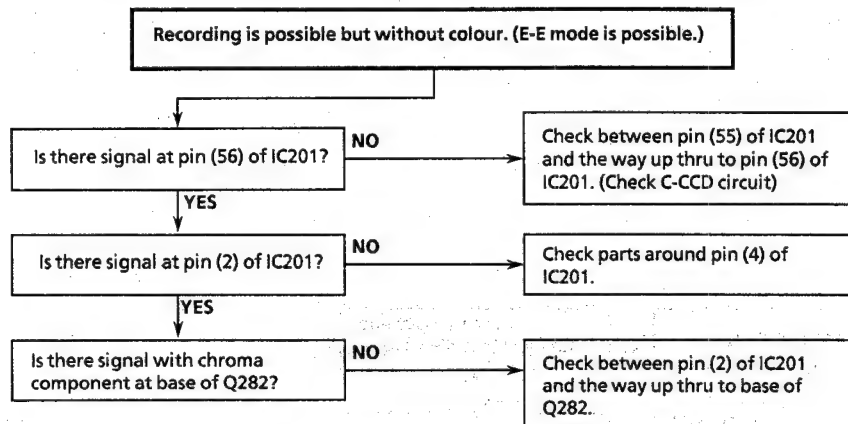 Recording is possible but without colour. (E-E mode is possible.)
Is there signal at pin (56) of IC201?
NO
Check between pin (55) of IC201
and the way up thru to pin (56) of
IC201. (Check C-CCD circuit)
YES
Is there signal at pin (2) of IC201?
NO
Check parts around pin (4) of
IC201.
YES
Is there signal with chroma
component at base of Q282?
NO
Check between pin (2) of IC201
and the way up thru to base of
Q282.